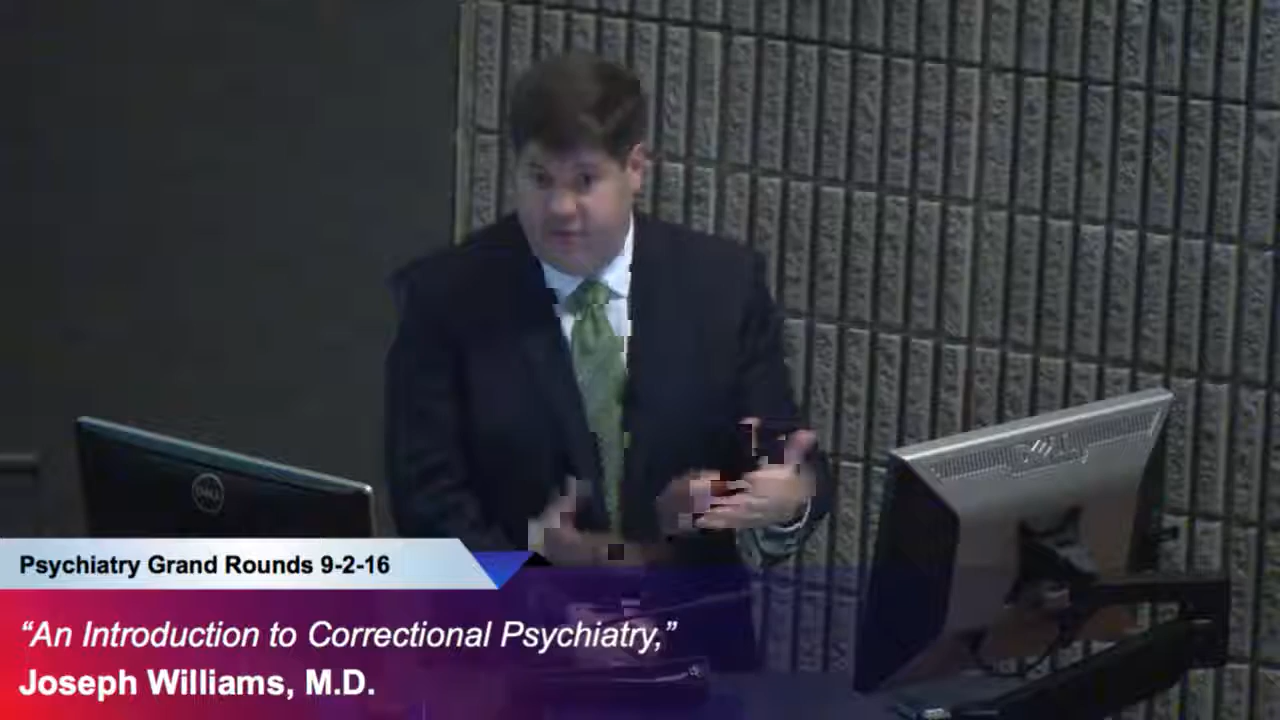 DELL
Psychiatry Grand Rounds 9-2-16
“An Introduction to Correctional Psychiatry,”
Joseph Williams, M.D.